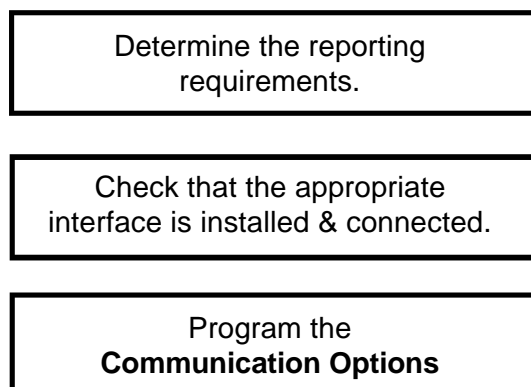 Determine the reporting
requirements.
Check that the appropriate
interface is installed & connected.
Program the
Communication Options